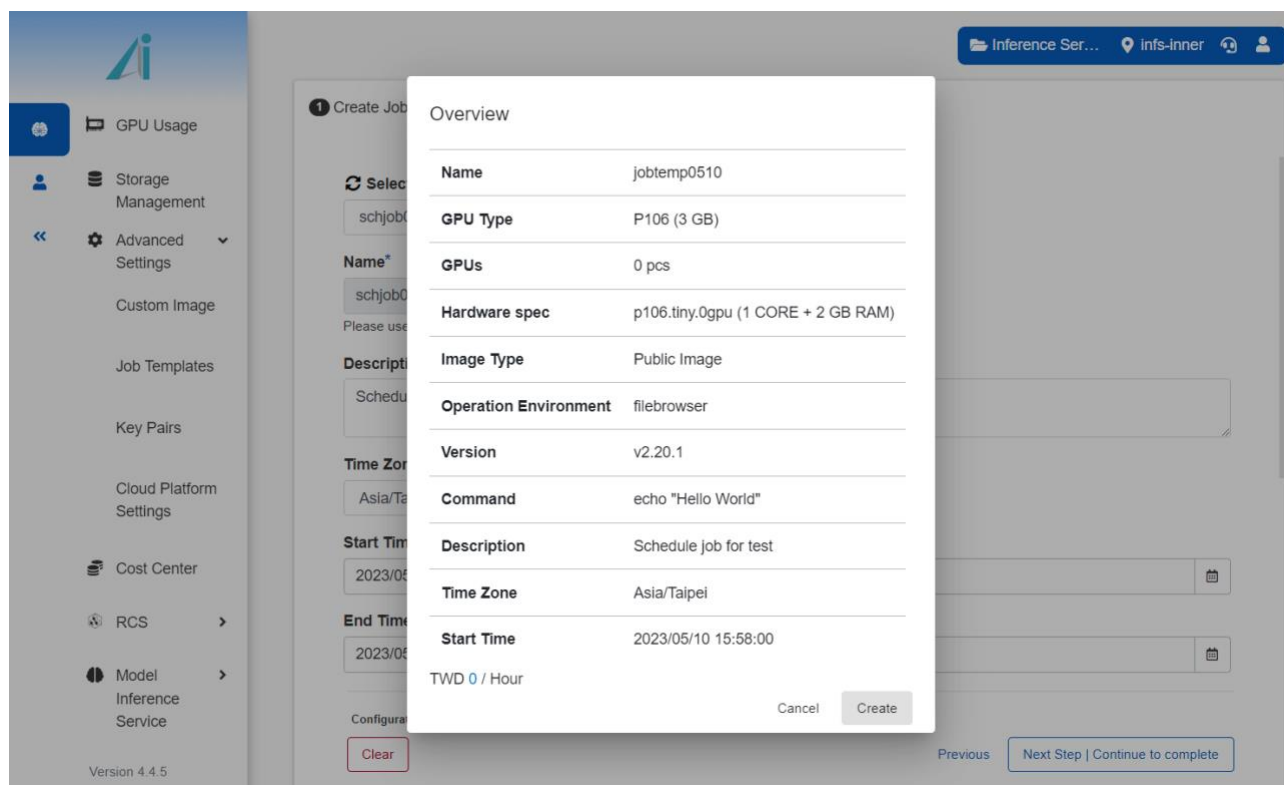 Ai
Inference Ser...
infs-inner
GPU Usage
Storage
Management
Advanced
Settings
Custom Image
Job Templates
Key Pairs
Cloud Platform
Settings
Cost Center
RCS
Model
Inference
Service
Version 4.4.5
1 Create Job
Selec
schjob0
Name*
schjob0
Please use
Descripti
Schedu
Time Zon
Asia/Ta
Start Tim
2023/05
End Time
2023/05
Configura
Clear
Previous
Next Step | Continue to complete
Overview
Name jobtemp0510
GPU Type P106 (3 GB)
GPUs 0 pcs
Hardware spec p106.tiny.0gpu (1 CORE + 2 GB RAM)
Image Type Public Image
Operation Environment filebrowser
Version v2.20.1
Command echo "Hello World"
Description Schedule job for test
Time Zone Asia/Taipei
Start Time 2023/05/10 15:58:00
TWD 0 / Hour
Cancel
Create